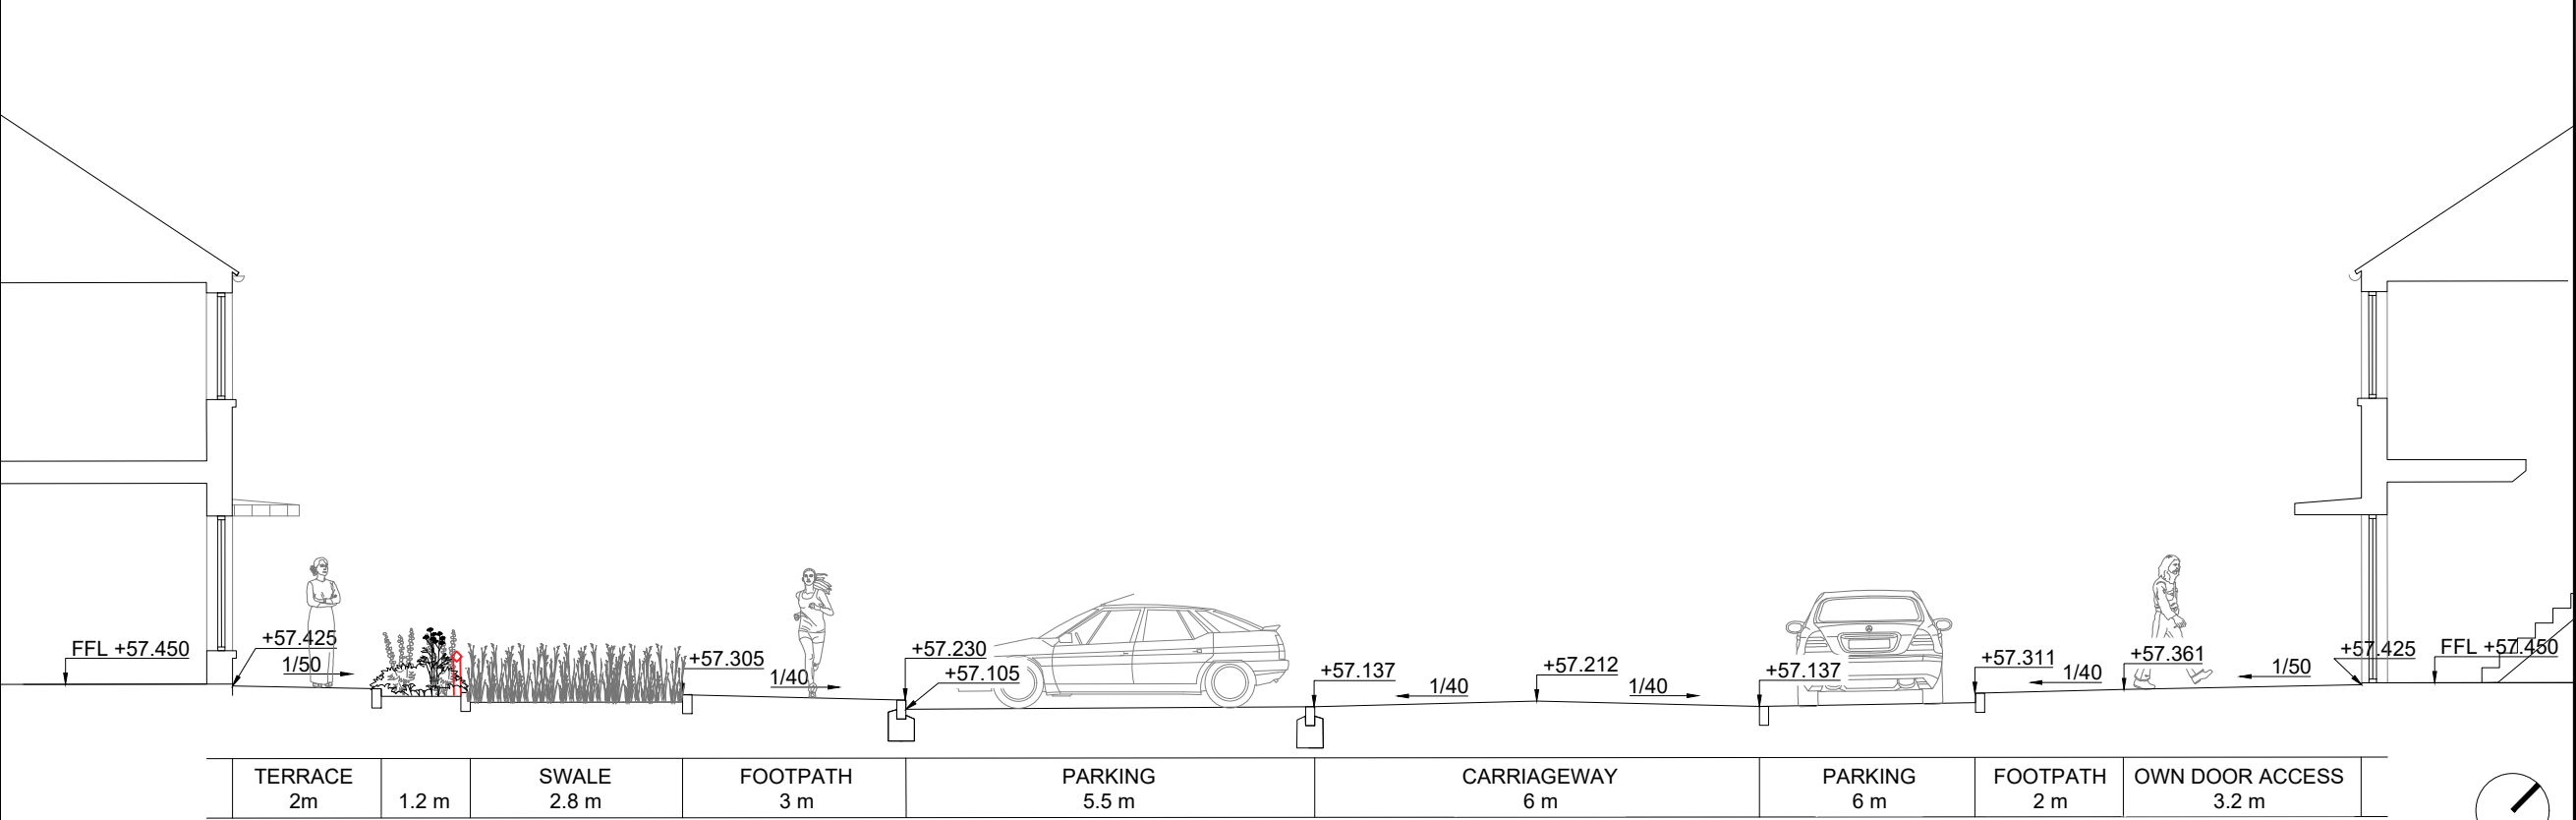 FFL +57.450
+57.425
1/50
+57.305
1/40
+57.230
+57.105
+57.137
1/40
+57.212
1/40
+57.137
+57.311
1/40
+57.361
1/50
+57.425
FFL +57.450
TERRACE
2m
1.2 m
SWALE
2.8 m
FOOTPATH
3 m
PARKING
5.5 m
CARRIAGEWAY
6 m
PARKING
6 m
FOOTPATH
2 m
OWN DOOR ACCESS
3.2 m